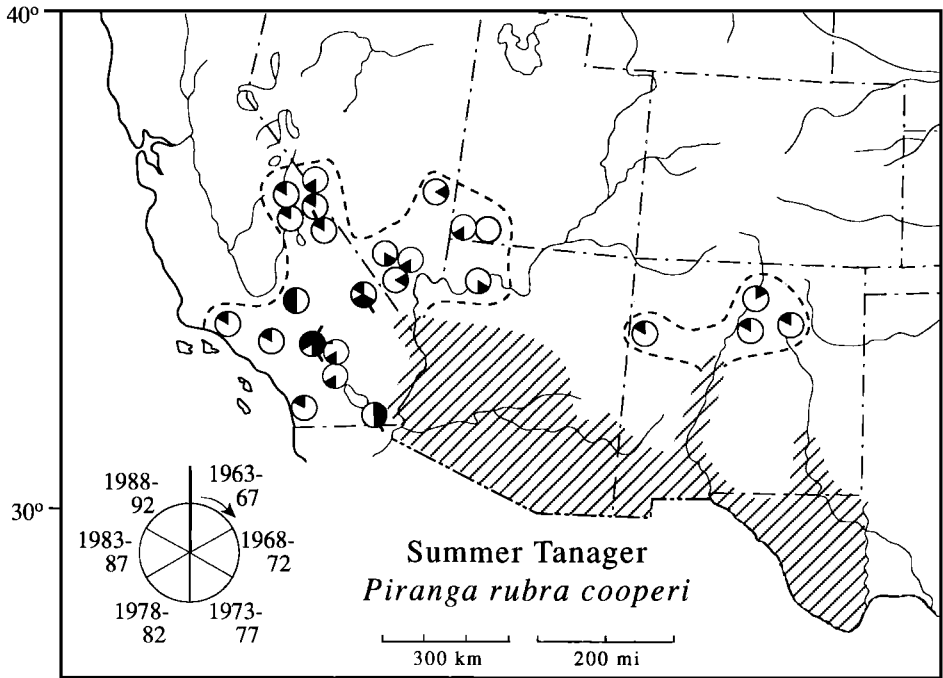 40º
30º
1988-
92
1963-
67
1983-
87
1968-
72
1978-
82
1973-
77
Summer Tanager
Piranga rubra cooperi
300 km
200 mi